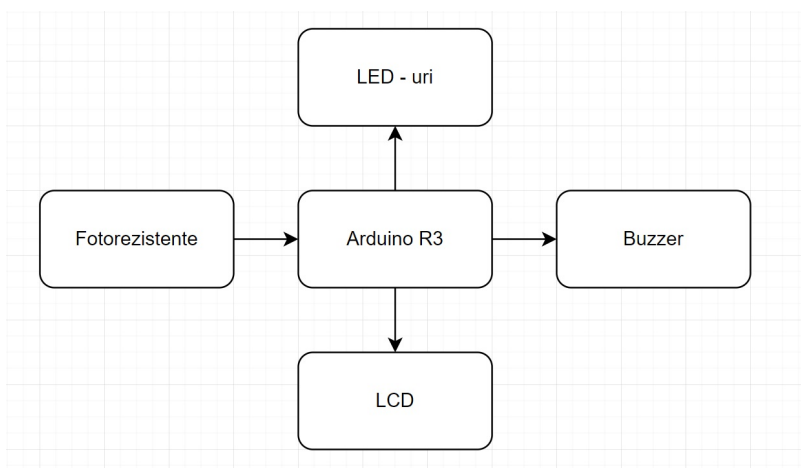 LED - uri
Fotorezistente
Arduino R3
Buzzer
LCD